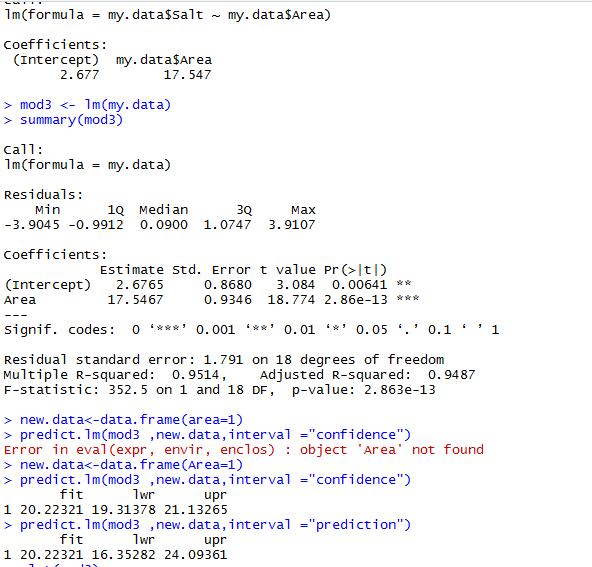 lm(formula = my.data$Salt ~ my.data$Area)
Coefficients:
(Intercept) my.data$Area
2.677 17.547
> mod3 <- lm(my.data)
> summary(mod3)
Call:
lm(formula = my.data)
Residuals:
Min 1Q Median 3Q Max
-3.9045 -0.9912 0.0900 1.0747 3.9107
Coefficients:
Estimate Std. Error t value Pr(>|t|)
(Intercept) 2.6765 0.8680 3.084 0.00641 **
Area 17.5467 0.9346 18.774 2.86e-13 ***
---
Signif. codes: 0 ‘***’ 0.001 ‘**’ 0.01 ‘*’ 0.05 ‘.’ 0.1 ‘ ’ 1
Residual standard error: 1.791 on 18 degrees of freedom
Multiple R-squared: 0.9514, Adjusted R-squared: 0.9487
F-statistic: 352.5 on 1 and 18 DF, p-value: 2.863e-13
> new.data<-data.frame(area=1)
> predict.lm(mod3 ,new.data,interval ="confidence")
Error in eval(expr, envir, enclos) : object 'Area' not found
> new.data<-data.frame(Area=1)
> predict.lm(mod3 ,new.data,interval ="confidence")
fit lwr upr
1 20.22321 19.31378 21.13265
> predict.lm(mod3 ,new.data,interval ="prediction")
fit lwr upr
1 20.22321 16.35282 24.09361